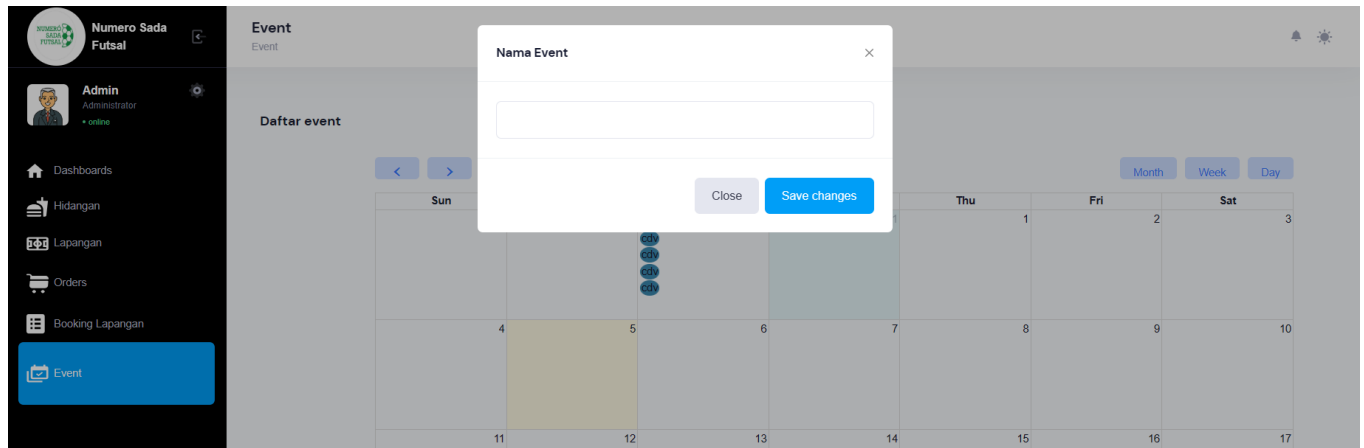 NUMERO
SADA
FUTSAL
Numero Sada
Futsal
Admin
Administrator
• online
Dashboards
Hidangan
Lapangan
Orders
Booking Lapangan
Event
Event
Event
Nama Event
Close
Save changes
Daftar event
Month
Week
Day
Sun
Thu
Fri
Sat
1
1
2
3
cdv
cdv
cdv
cdv
4
5
6
7
8
9
10
11
12
13
14
15
16
17